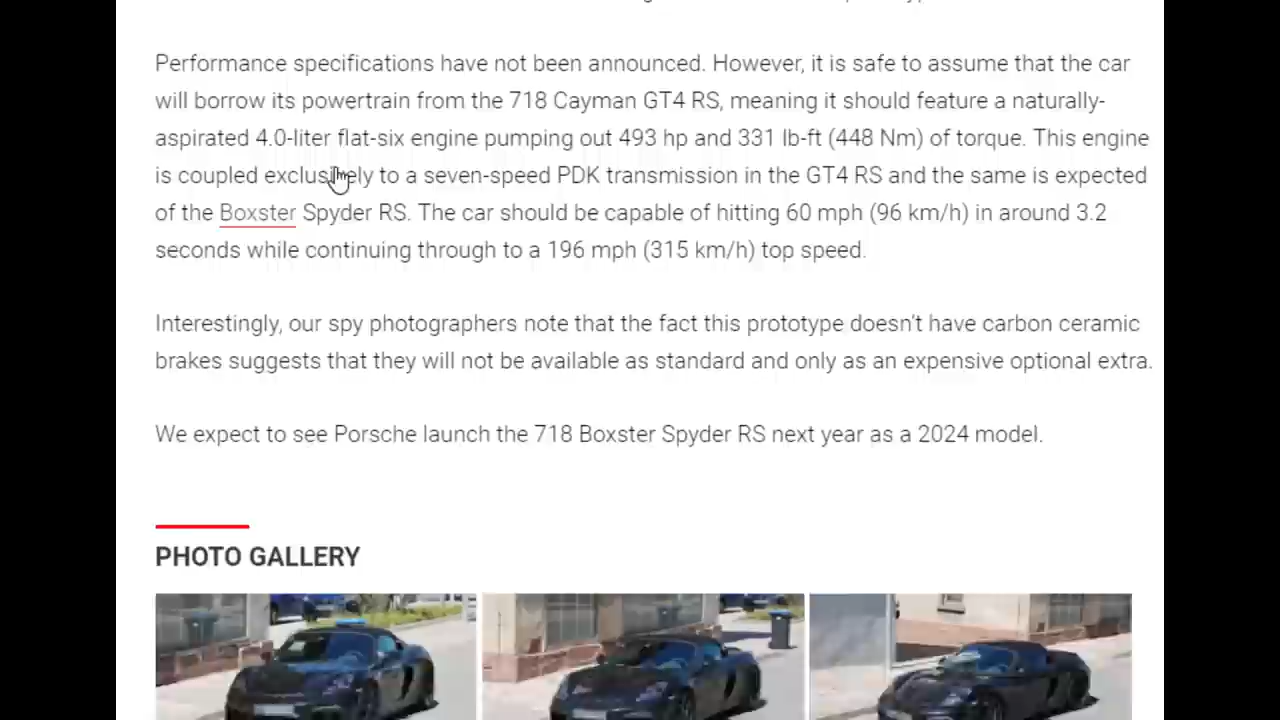 Performance specifications have not been announced. However, it is safe to assume that the car
will borrow its powertrain from the 718 Cayman GT4 RS, meaning it should feature a naturally-
aspirated 4.0-liter flat-six engine pumping out 493 hp and 331 lb-ft (448 Nm) of torque. This engine
is coupled exclusively to a seven-speed PDK transmission in the GT4 RS and the same is expected
of the Boxster Spyder RS. The car should be capable of hitting 60 mph (96 km/h) in around 3.2
seconds while continuing through to a 196 mph (315 km/h) top speed.
Interestingly, our spy photographers note that the fact this prototype doesn't have carbon ceramic
brakes suggests that they will not be available as standard and only as an expensive optional extra.
We expect to see Porsche launch the 718 Boxster Spyder RS next year as a 2024 model.
PHOTO GALLERY